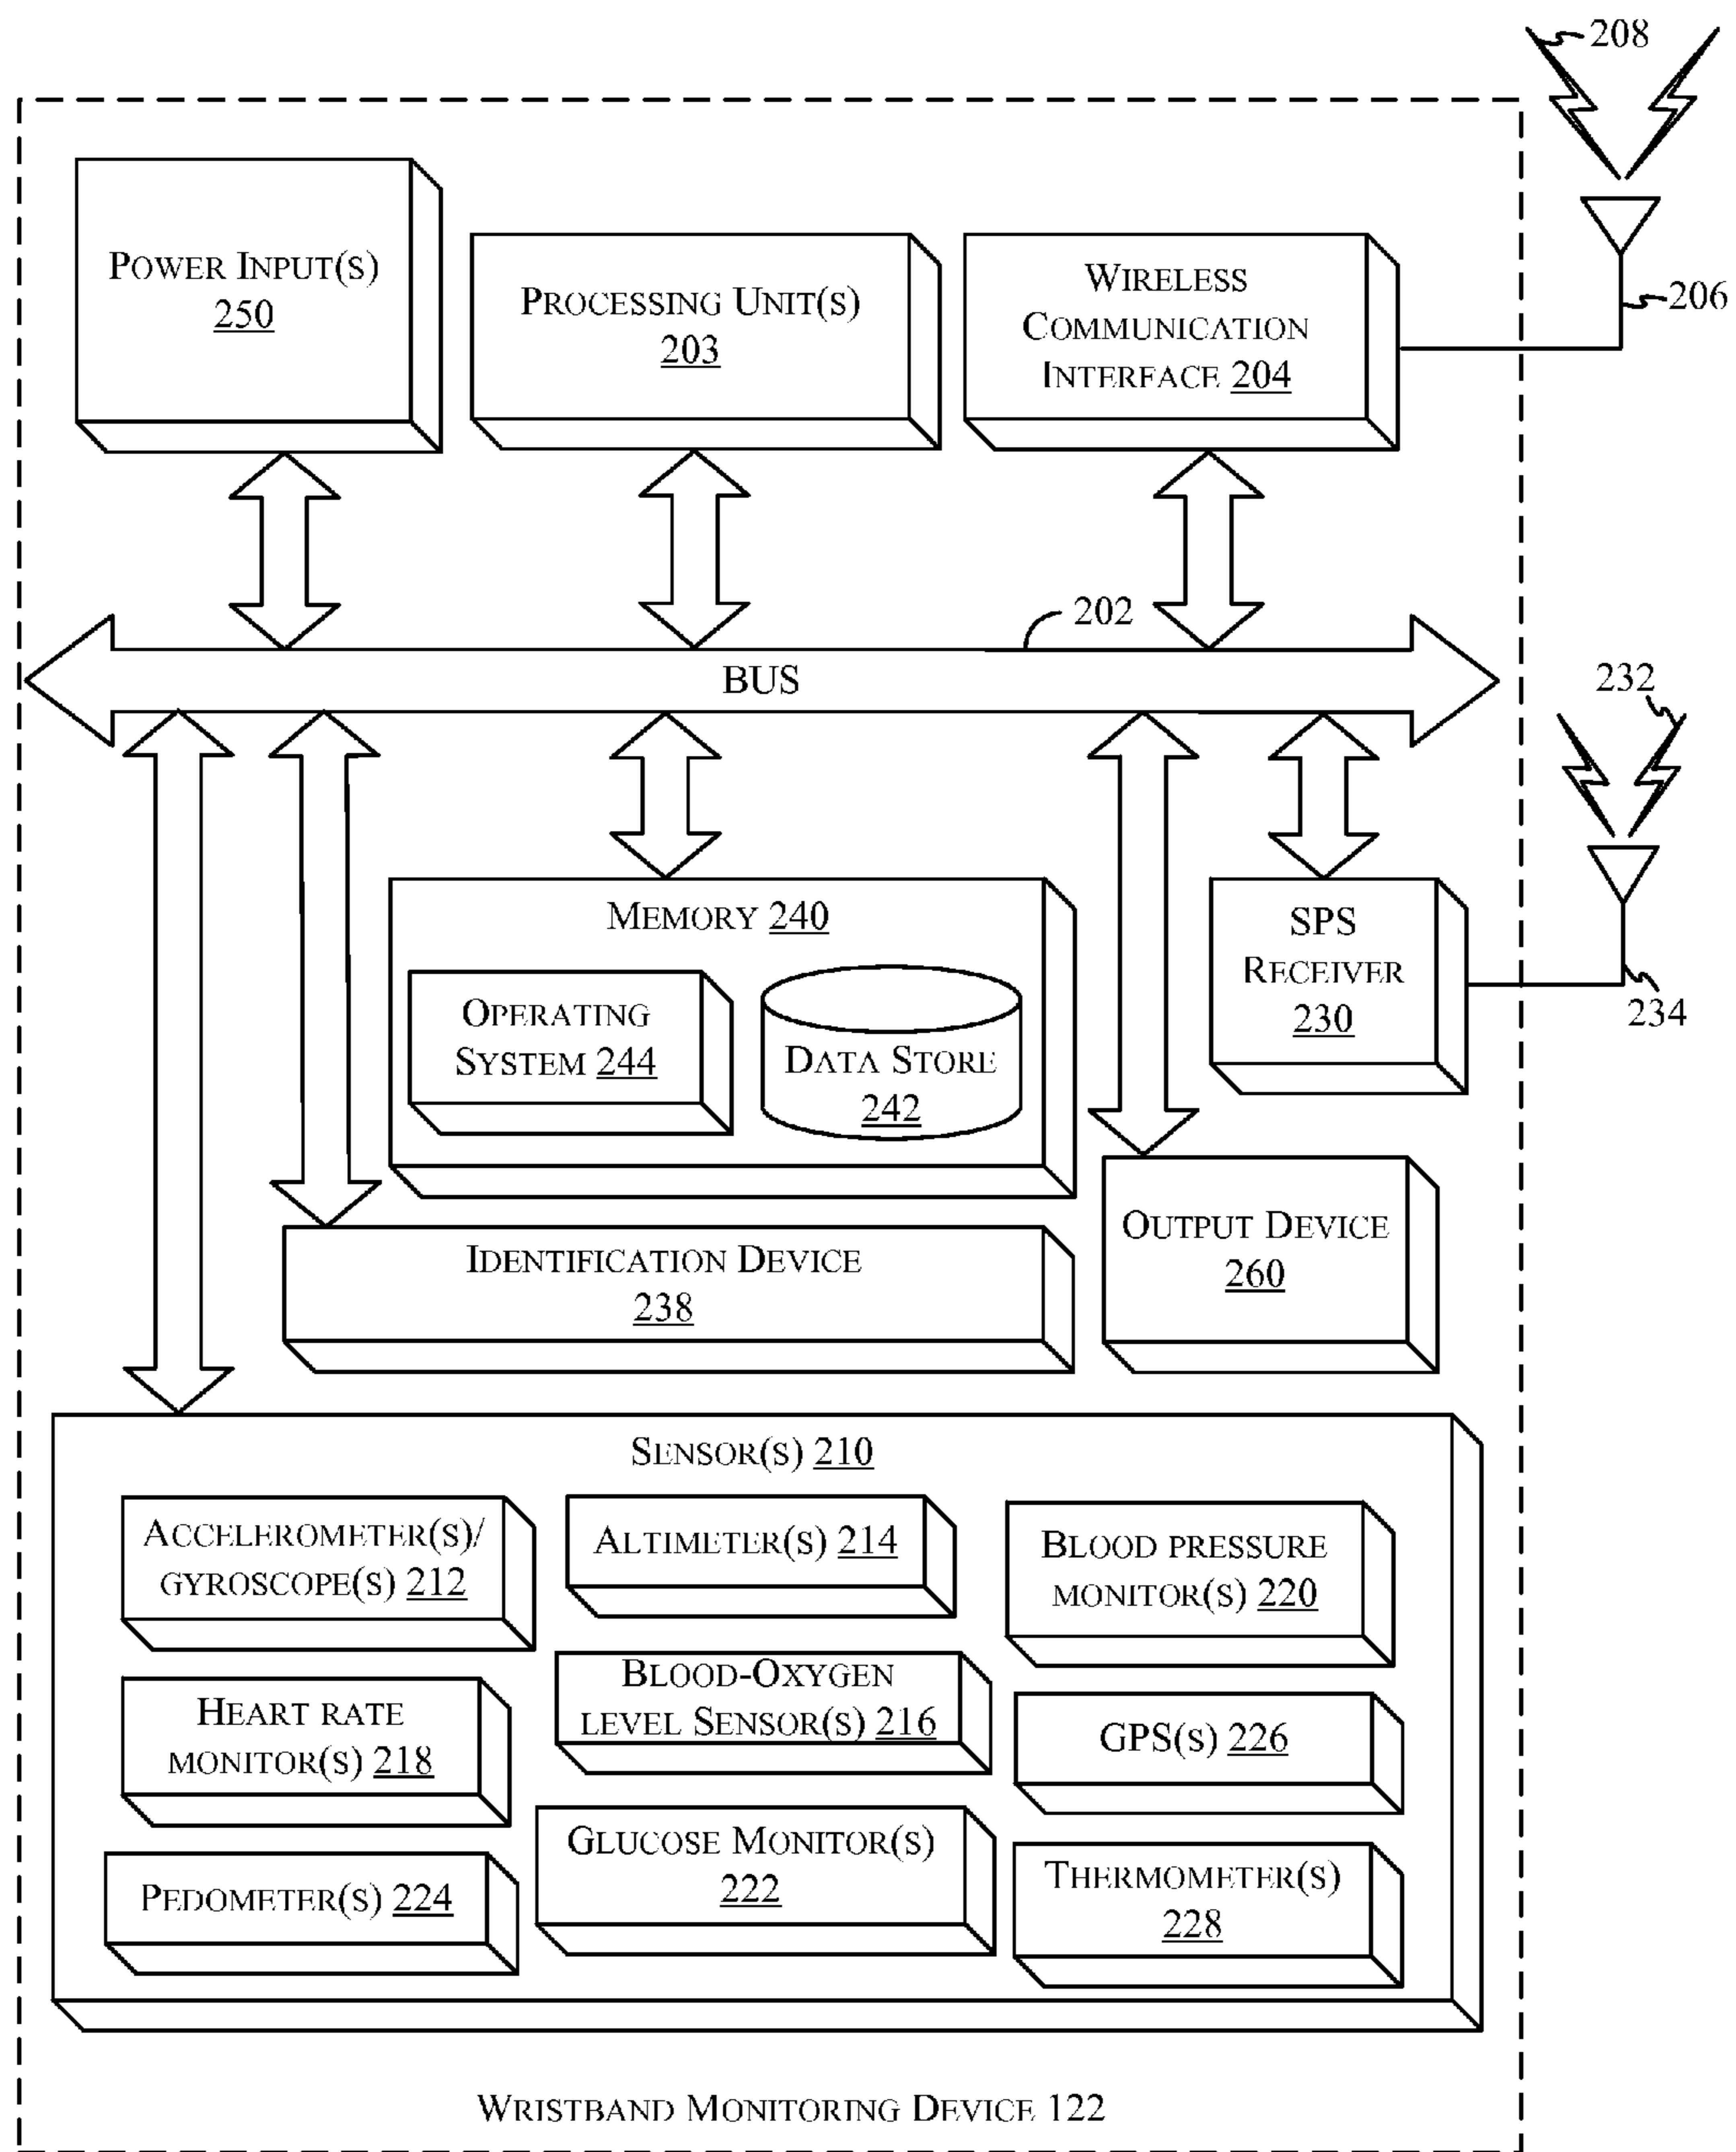 208
POWER INPUT(S)
250
PROCESSING UNIT(S)
203
WIRELESS
COMMUNICATION
INTERFACE 204
206
202
BUS
232
MEMORY 240
OPERATING
SYSTEM 244
DATA STORE
242
SPS
RECEIVER
230
234
IDENTIFICATION DEVICE
238
OUTPUT DEVICE
260
SENSOR(S) 210
ACCELEROMETER(S)/
GYROSCOPE(S) 212
ALTIMETER(S) 214
BLOOD PRESSURE
MONITOR(S) 220
HEART RATE
MONITOR(S) 218
BLOOD-OXYGEN
LEVEL SENSOR(S) 216
GPS(S) 226
PEDOMETER(S) 224
GLUCOSE MONITOR(S)
222
THERMOMETER(S)
228
WRISTBAND MONITORING DEVICE 122